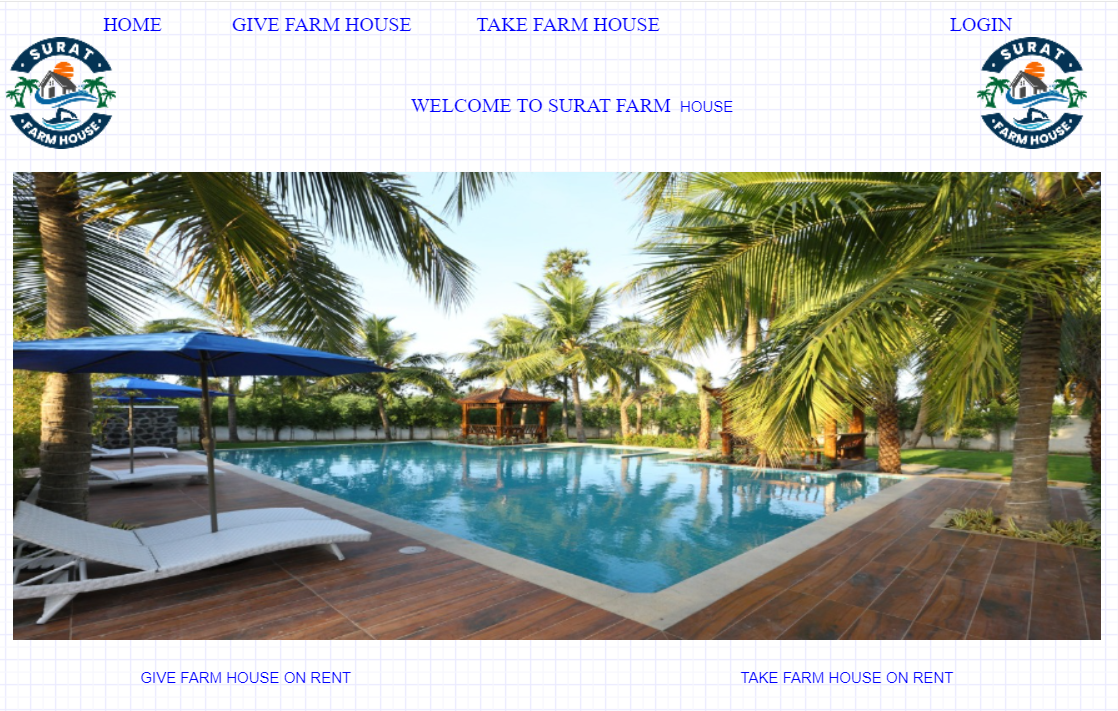 HOME GIVE FARM HOUSE TAKE FARM HOUSE LOGIN
SURAT
FARM HOUSE
SURAT
FARM HOUSE
WELCOME TO SURAT FARM HOUSE
GIVE FARM HOUSE ON RENT TAKE FARM HOUSE ON RENT